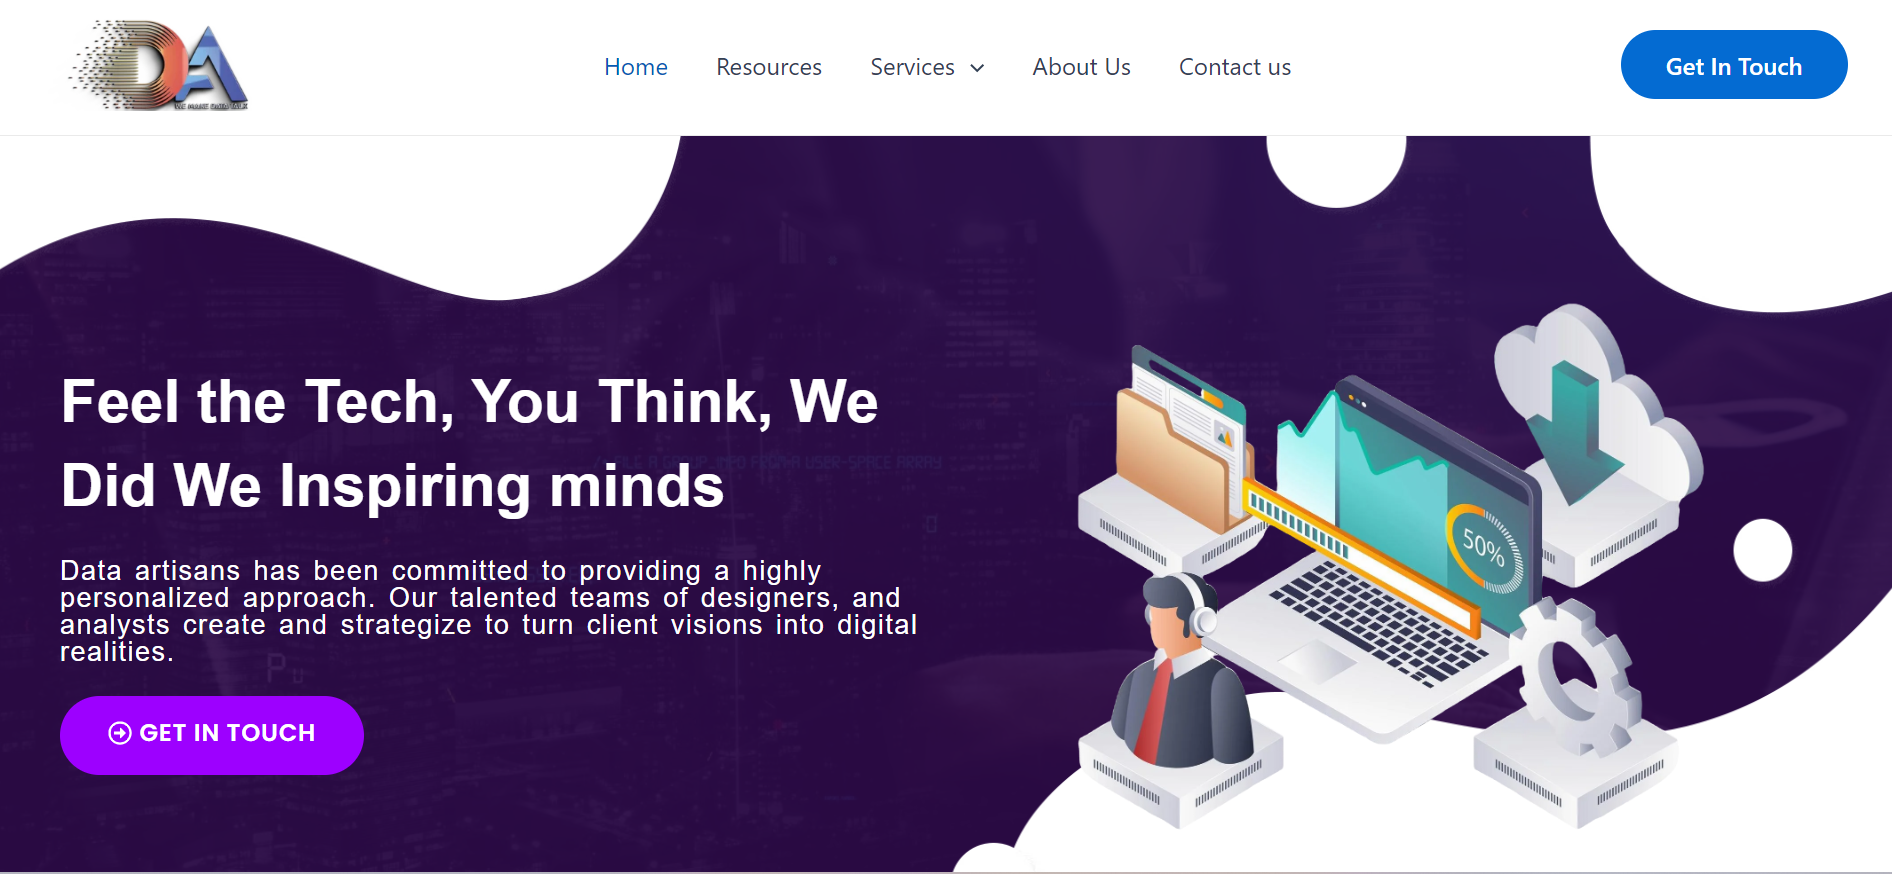 DA
WE MAKE DATA TALK
Home
Resources
Services
About Us
Contact us
Get In Touch
Feel the Tech, You Think, We
Did We Inspiring minds
Data artisans has been committed to providing a highly
personalized approach. Our talented teams of designers, and
analysts create and strategize to turn client visions into digital
realities.
GET IN TOUCH
50%